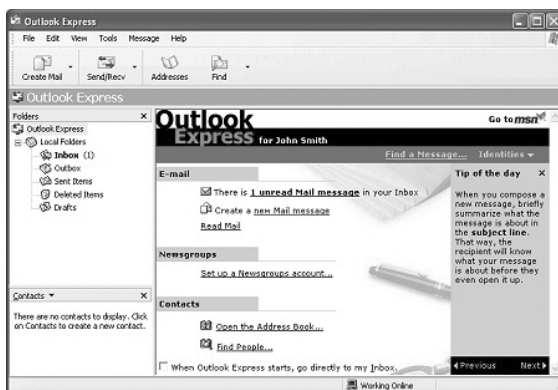 Outlook Express
File Edit View Tools Message Help
Create Mail Send/Recv Addresses Find
Outlook Express
Folders
Outlook Express
Local Folders
Inbox (1)
Outbox
Sent Items
Deleted Items
Drafts
Contacts
There are no contacts to display. Click
on Contacts to create a new contact.
Outlook
Express for John Smith
Go to msn
Find a Message... Identities
E-mail
There is 1 unread Mail message in your Inbox
Create a new Mail message
Read Mail
Newsgroups
Set up a Newsgroups account...
Contacts
Open the Address Book...
Find People...
When Outlook Express starts, go directly to my Inbox.
Tip of the day
When you compose a
new message, briefly
summarize what the
message is about in
the subject line.
That way, the
recipient will know
what your message
is about before they
even open it up.
Previous Next
Working Online